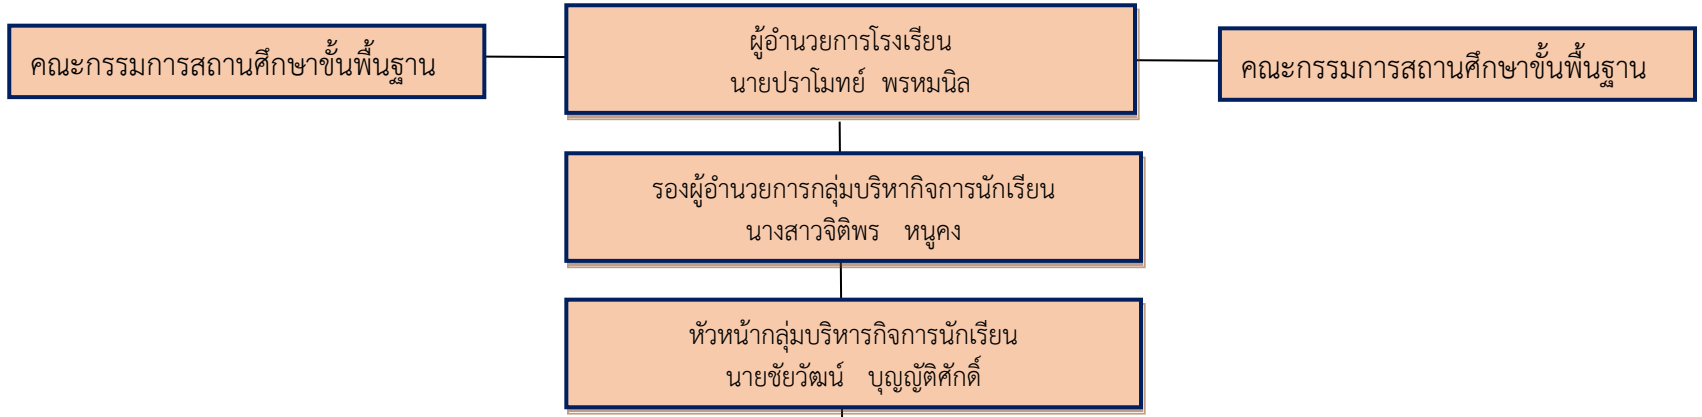 คณะกรรมการสถานศึกษาขั้นพื้นฐาน
ผู้อำนวยการโรงเรียน
นายปราโมทย์ พรหมนิล
คณะกรรมการสถานศึกษาขั้นพื้นฐาน
รองผู้อำนวยการกลุ่มบริหากิจการนักเรียน
นางสาวจิติพร หนูคง
หัวหน้ากลุ่มบริหารกิจการนักเรียน
นายชัยวัฒน์ บุญญัติศักดิ์